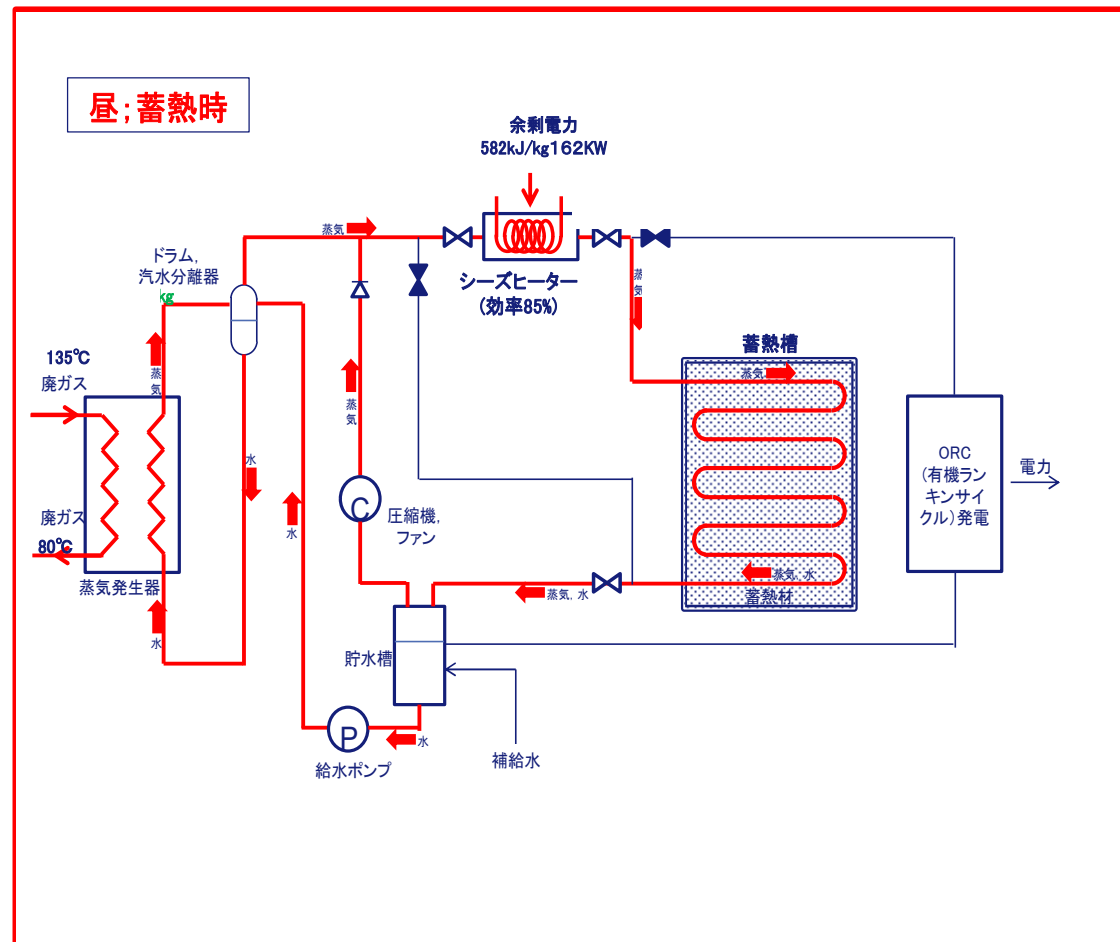 昼;蓄熱時
余剰電力
582kJ/kg162KW
蒸気
ドラム,
汽水分離器
kg
シーズヒーター
(効率85%)
蒸
気
135℃
廃ガス
蒸
気
蒸
気
蓄熱槽
蒸気
水
C
圧縮機,
ファン
水
ORC
(有機ラン
キンサイ
クル)発電
電力
廃ガス
80℃
蒸気発生器
蒸気, 水
蓄熱材
蒸気, 水
水
貯水槽
P
水
給水ポンプ
補給水